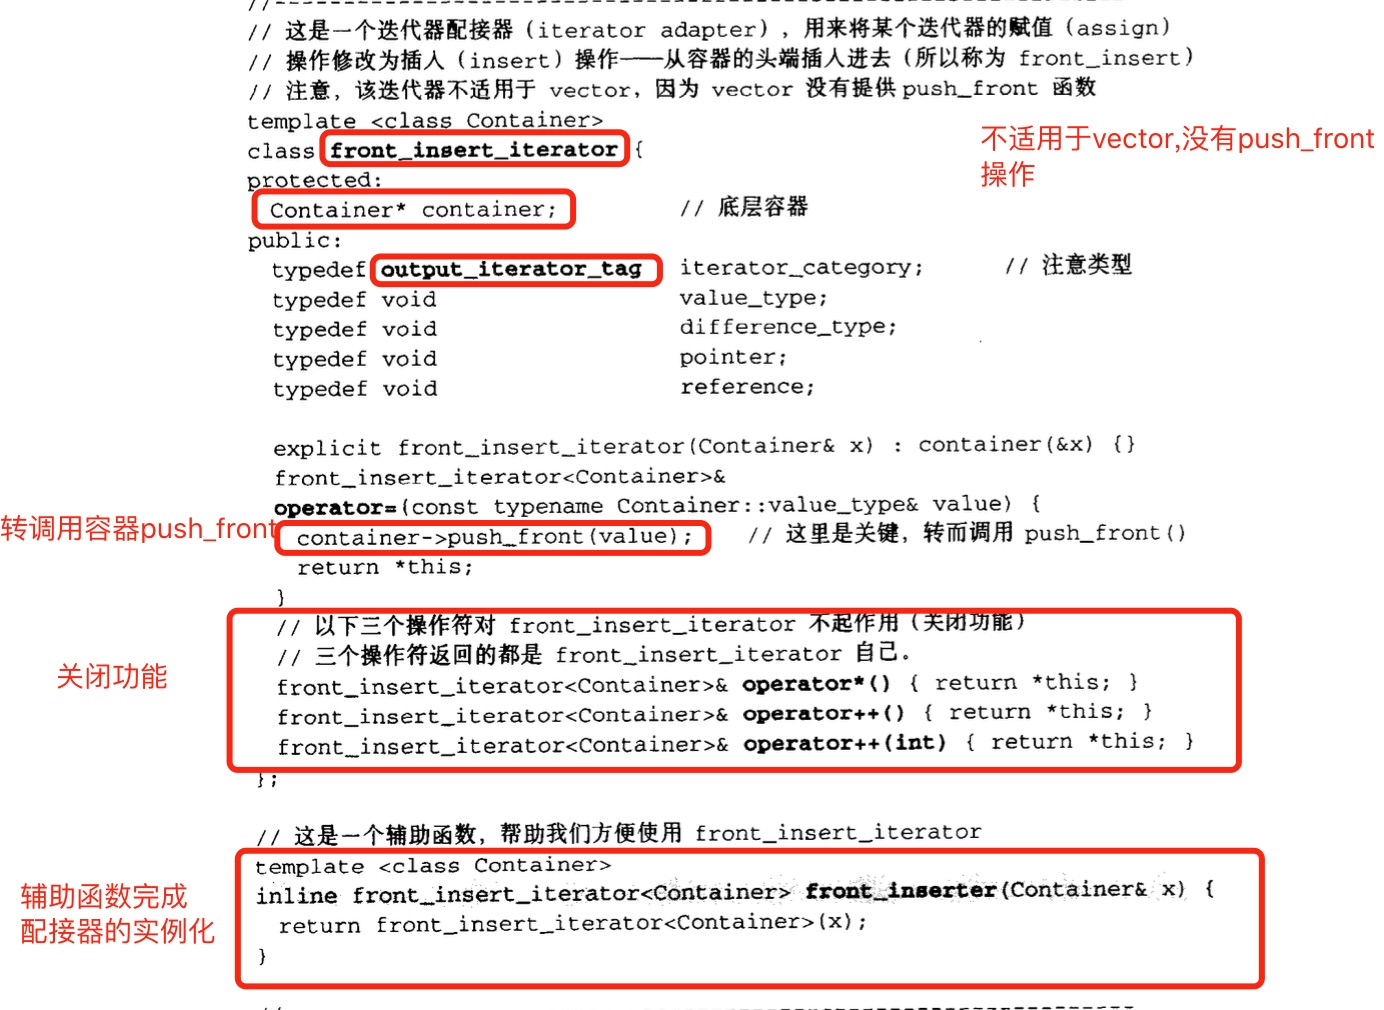 // 这是一个迭代器配接器（iterator adapter），用来将某个迭代器的赋值（assign）
// 操作修改为插入（insert）操作——从容器的头端插入进去（所以称为 front_insert）
// 注意，该迭代器不适用于 vector，因为 vector 没有提供 push_front 函数
template <class Container>
class front_insert_iterator {
不适用于vector,没有push_front
操作
protected:
Container* container; // 底层容器
public:
typedef output_iterator_tag iterator_category; // 注意类型
typedef void value_type;
typedef void difference_type;
typedef void pointer;
typedef void reference;
explicit front_insert_iterator(Container& x) : container(&x) {}
front_insert_iterator<Container>&
operator=(const typename Container::value_type& value) {
转调用容器push_front
container->push_front(value); // 这里是关键，转而调用 push_front()
return *this;
}
// 以下三个操作符对 front_insert_iterator 不起作用（关闭功能）
// 三个操作符返回的都是 front_insert_iterator 自己。
关闭功能
front_insert_iterator<Container>& operator*() { return *this; }
front_insert_iterator<Container>& operator++() { return *this; }
front_insert_iterator<Container>& operator++(int) { return *this; }
};
// 这是一个辅助函数，帮助我们方便使用 front_insert_iterator
template <class Container>
inline front_insert_iterator<Container> front_inserter(Container& x) {
辅助函数完成
配接器的实例化
return front_insert_iterator<Container>(x);
}